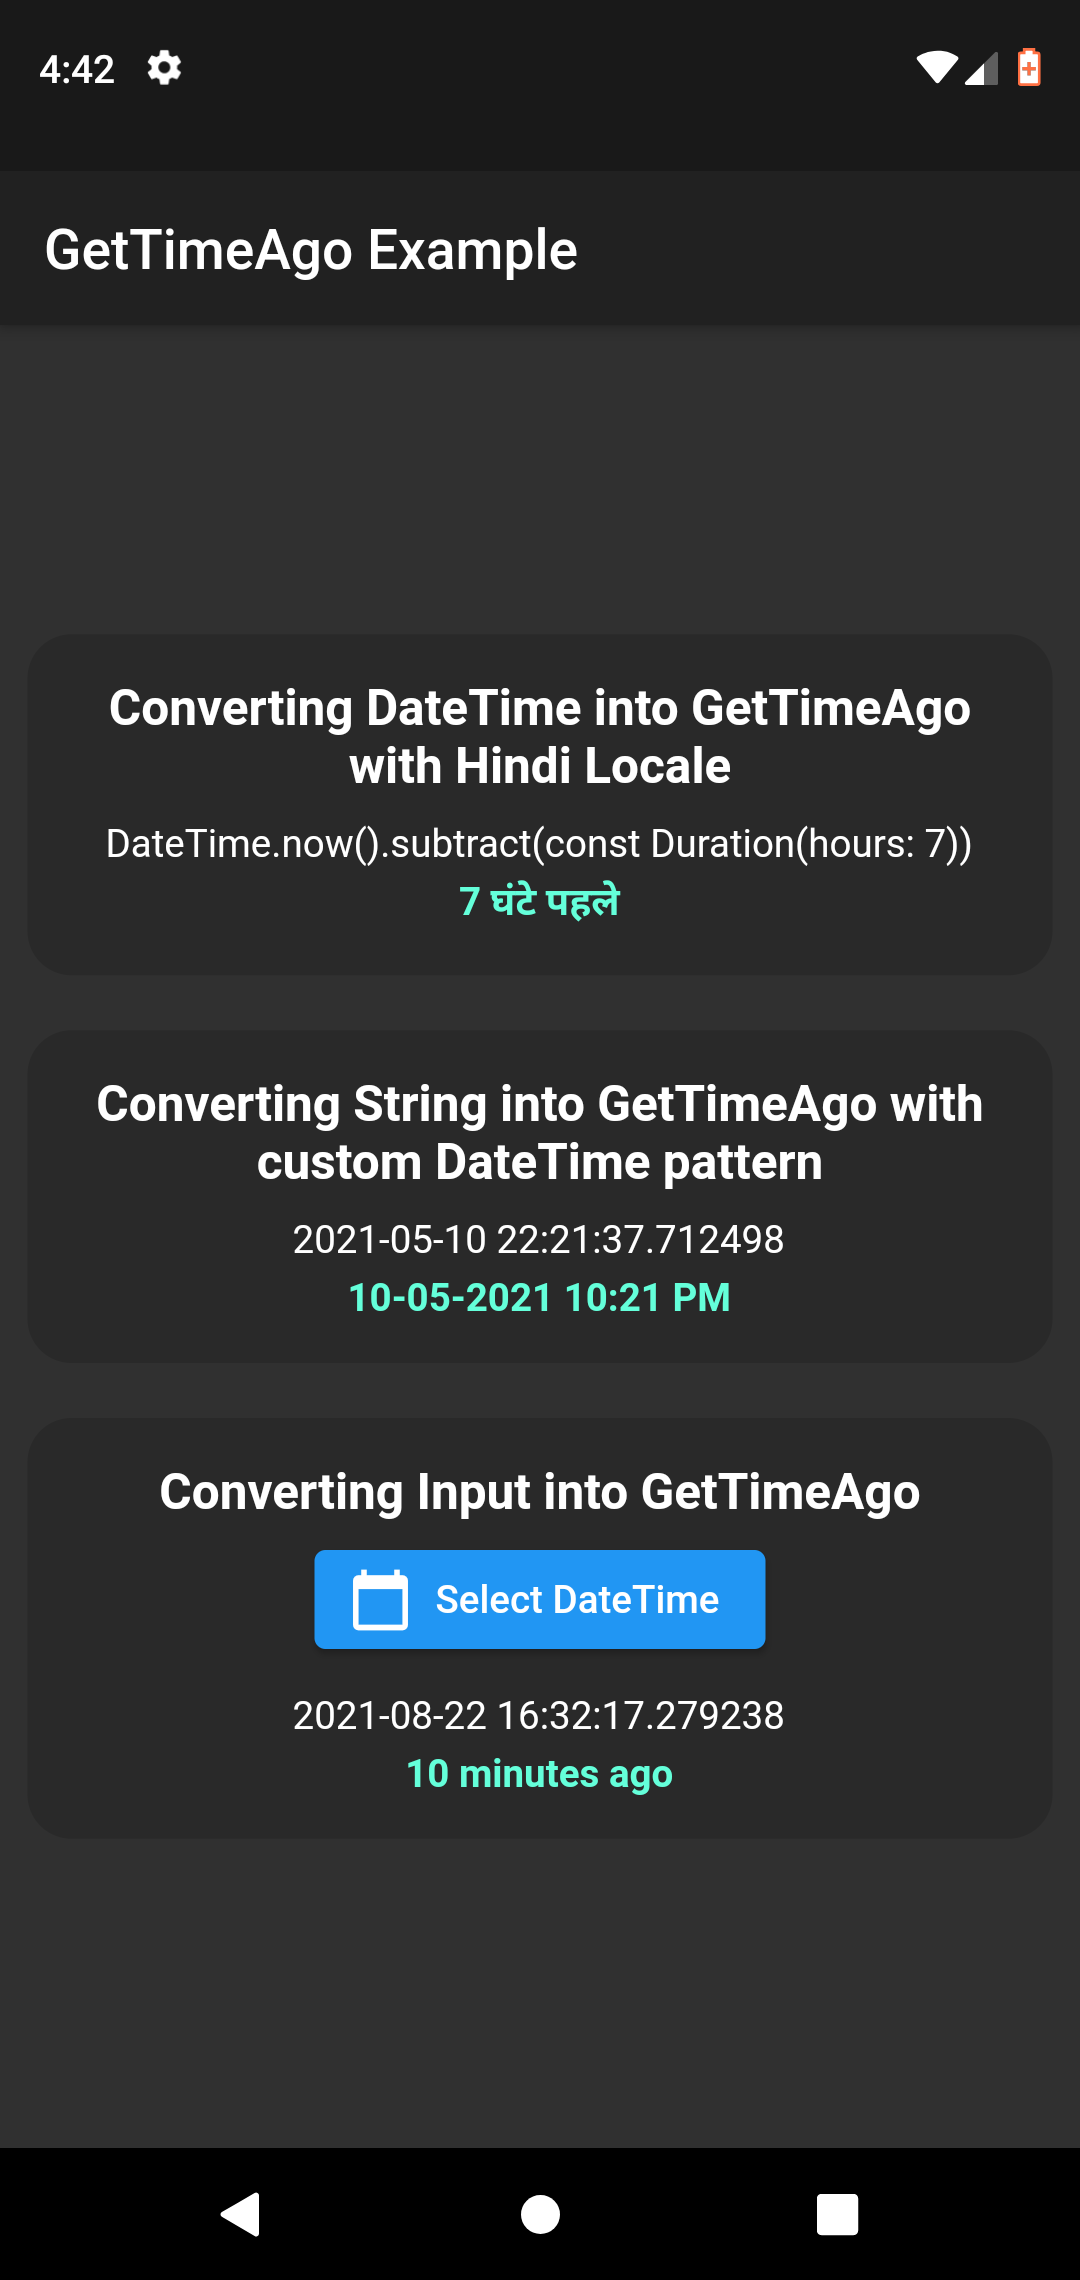 4:42
GetTimeAgo Example
Converting DateTime into GetTimeAgo
with Hindi Locale
DateTime.now().subtract(const Duration(hours: 7))
7 घंटे पहले
Converting String into GetTimeAgo with
custom DateTime pattern
2021-05-10 22:21:37.712498
10-05-2021 10:21 PM
Converting Input into GetTimeAgo
Select DateTime
2021-08-22 16:32:17.279238
10 minutes ago